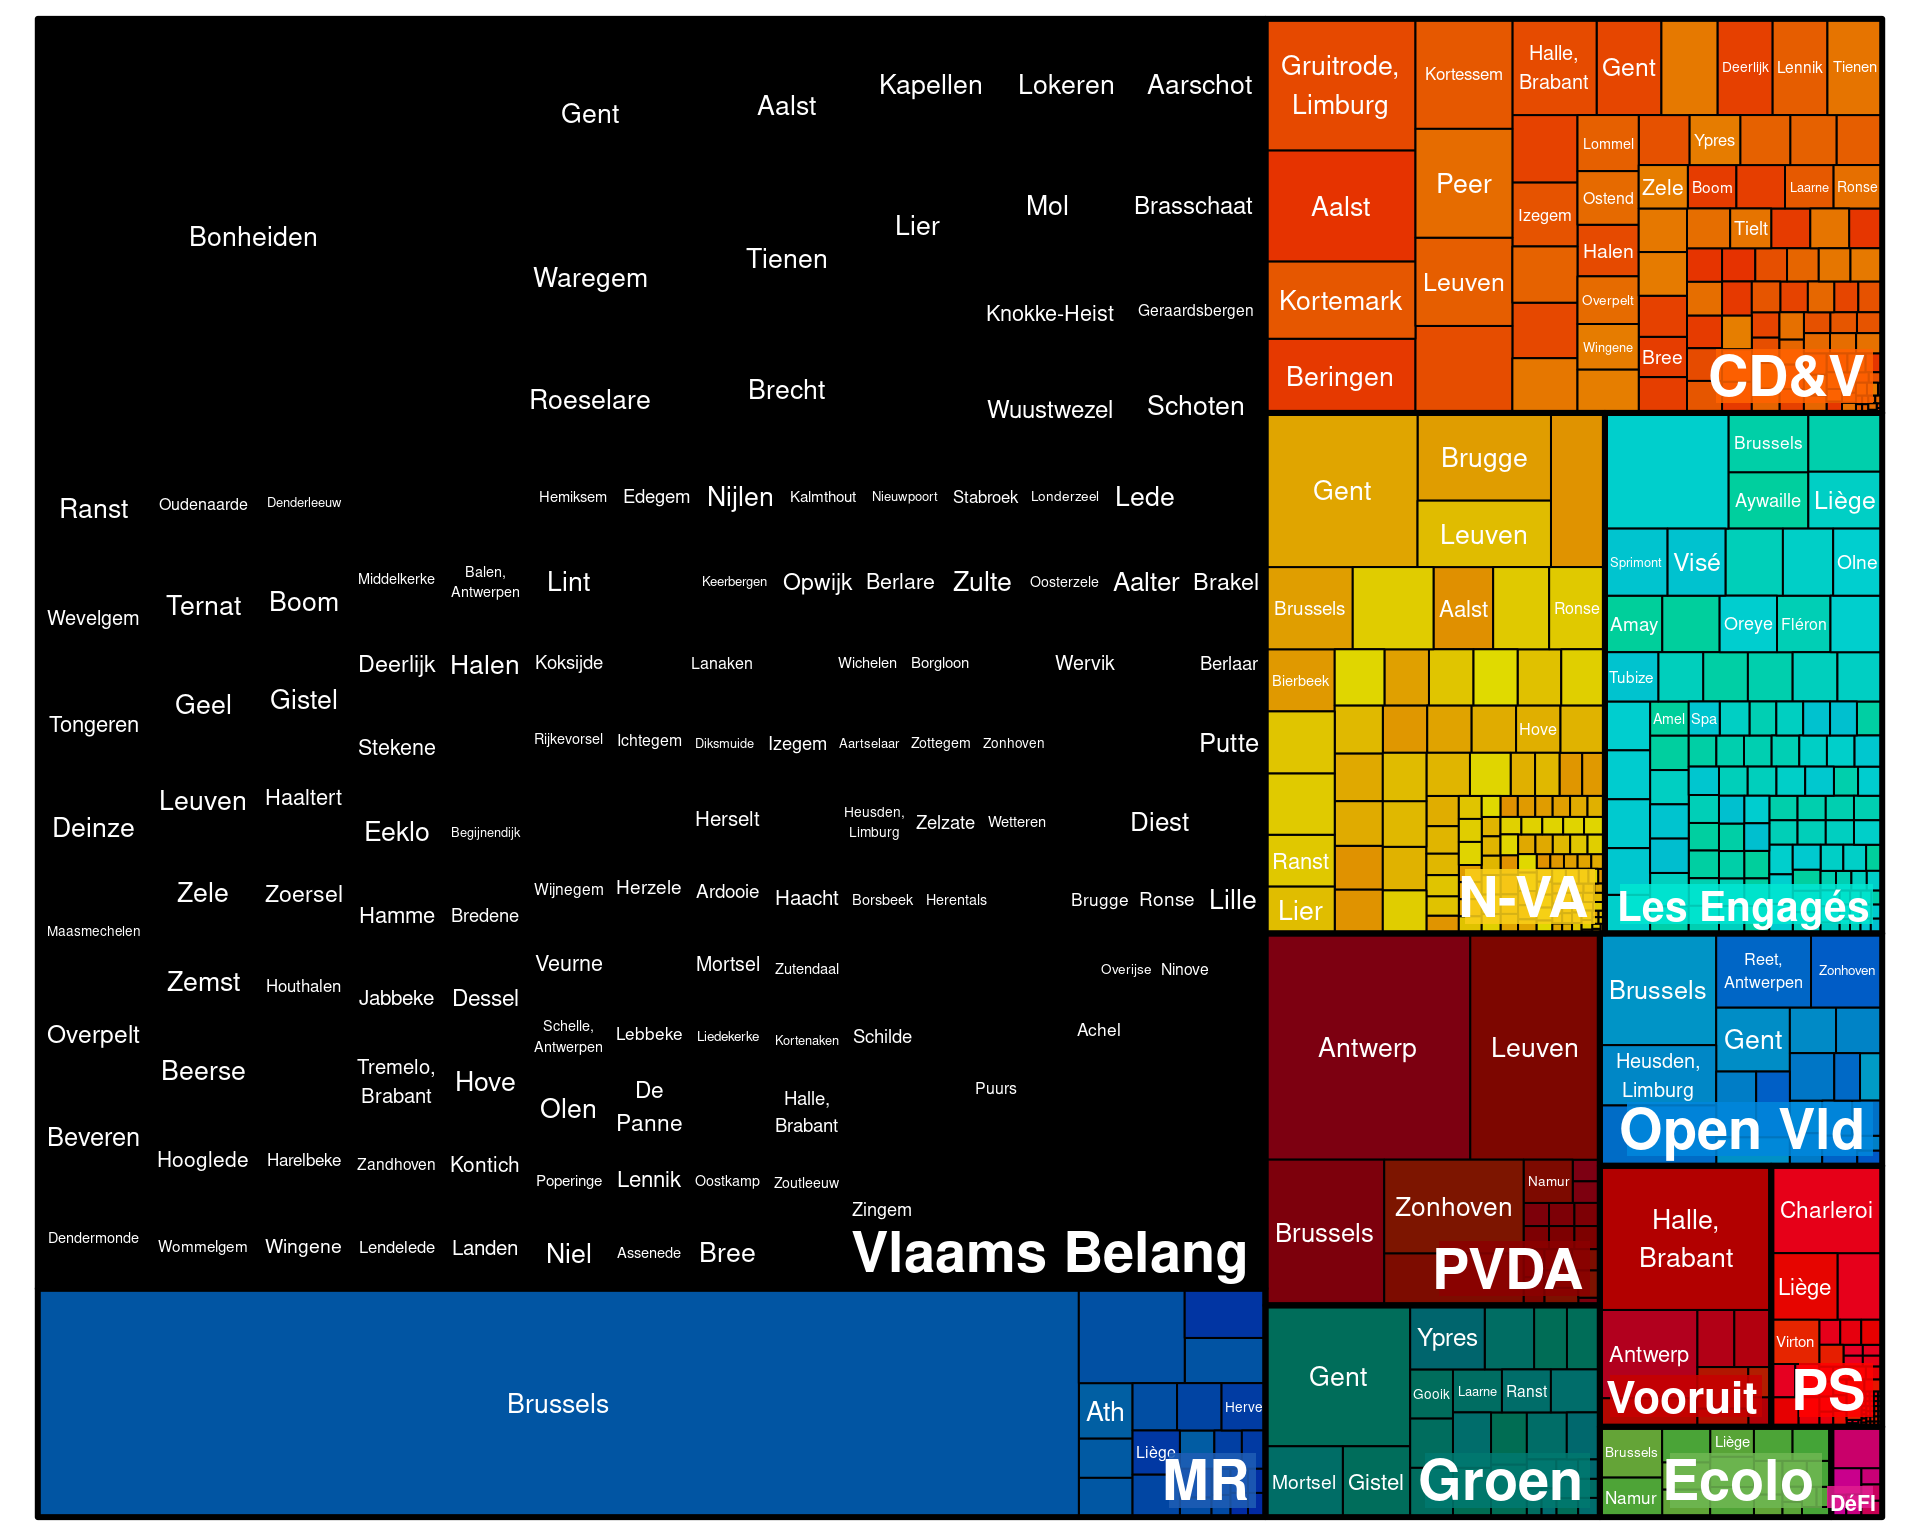 Bonheiden
Gent
Aalst
Kapellen
Lokeren
Aarschot
Waregem
Tienen
Lier
Mol
Brasschaat
Knokke-Heist
Geraardsbergen
Roeselare
Brecht
Wuustwezel
Schoten
Ranst
Oudenaarde
Denderleeuw
Hemiksem
Edegem
Nijlen
Kalmthout
Nieuwpoort
Stabroek
Londerzeel
Lede
Middelkerke
Balen,
Antwerpen
Lint
Keerbergen
Opwijk
Berlare
Zulte
Oosterzele
Aalter
Brakel
Wevelgem
Ternat
Boom
Deerlijk
Halen
Koksijde
Lanaken
Wichelen
Borgloon
Wervik
Berlaar
Tongeren
Geel
Gistel
Stekene
Rijkevorsel
Ichtegem
Diksmuide
Izegem
Aartselaar
Zottegem
Zonhoven
Putte
Deinze
Leuven
Haaltert
Eeklo
Begijnendijk
Herselt
Heusden,
Limburg
Zelzate
Wetteren
Diest
Maasmechelen
Zele
Zoersel
Hamme
Bredene
Wijnegem
Herzele
Ardooie
Haacht
Borsbeek
Herentals
Brugge
Ronse
Lille
Zemst
Houthalen
Jabbeke
Dessel
Veurne
Mortsel
Zutendaal
Overijse
Ninove
Overpelt
Beerse
Tremelo,
Brabant
Hove
Schelle,
Antwerpen
Lebbeke
Liedekerke
Kortenaken
Schilde
Achel
Olen
De
Panne
Halle,
Brabant
Puurs
Beveren
Hooglede
Harelbeke
Zandhoven
Kontich
Poperinge
Lennik
Oostkamp
Zoutleeuw
Zingem
Dendermonde
Wommelgem
Wingene
Lendelede
Landen
Niel
Assenede
Bree
Vlaams Belang
Brussels
Ath
Herve
Liège
MR
Gruitrode,
Limburg
Kortessem
Halle,
Brabant
Gent
Deerlijk
Lennik
Tienen
Aalst
Peer
Lommel
Ypres
Izegem
Ostend
Zele
Boom
Laarne
Ronse
Tielt
Halen
Kortemark
Leuven
Overpelt
Beringen
Wingene
Bree
CD&V
Gent
Brugge
Leuven
Brussels
Aalst
Ronse
Bierbeek
Hove
Ranst
Lier
N-VA
Brussels
Aywaille
Liège
Sprimont
Visé
Olne
Amay
Oreye
Fléron
Tubize
Amel
Spa
Les Engagés
Antwerp
Leuven
Brussels
Zonhoven
Namur
PVDA
Brussels
Reet,
Antwerpen
Zonhoven
Gent
Heusden,
Limburg
Open Vld
Halle,
Brabant
Antwerp
Vooruit
Charleroi
Liège
Virton
PS
Gent
Ypres
Gooik
Laarne
Ranst
Mortsel
Gistel
Groen
Brussels
Liège
Namur
Ecolo
DéFI